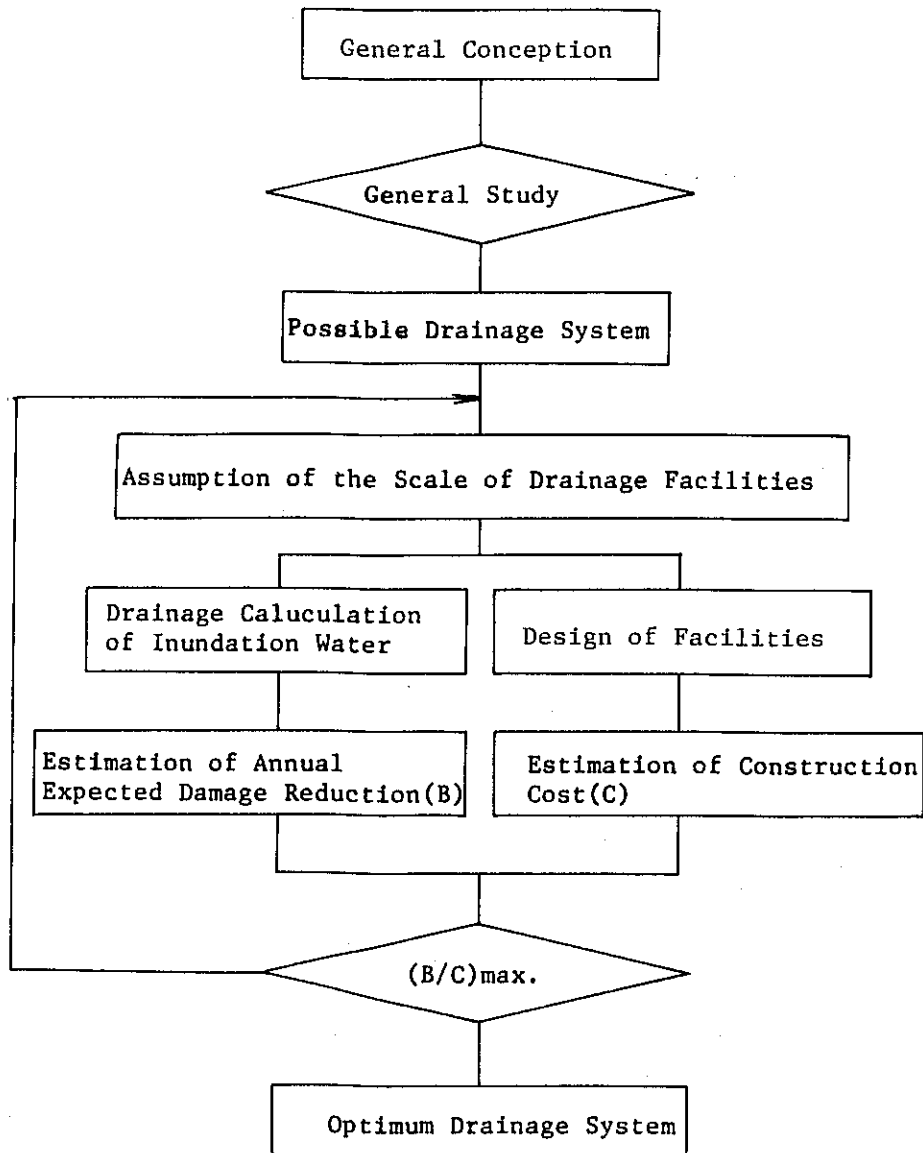 General Conception
General Study
Possible Drainage System
Assumption of the Scale of Drainage Facilities
Drainage Caluculation
of Inundation Water
Design of Facilities
Estimation of Annual
Expected Damage Reduction(B)
Estimation of Construction
Cost(C)
(B/C)max.
Optimum Drainage System